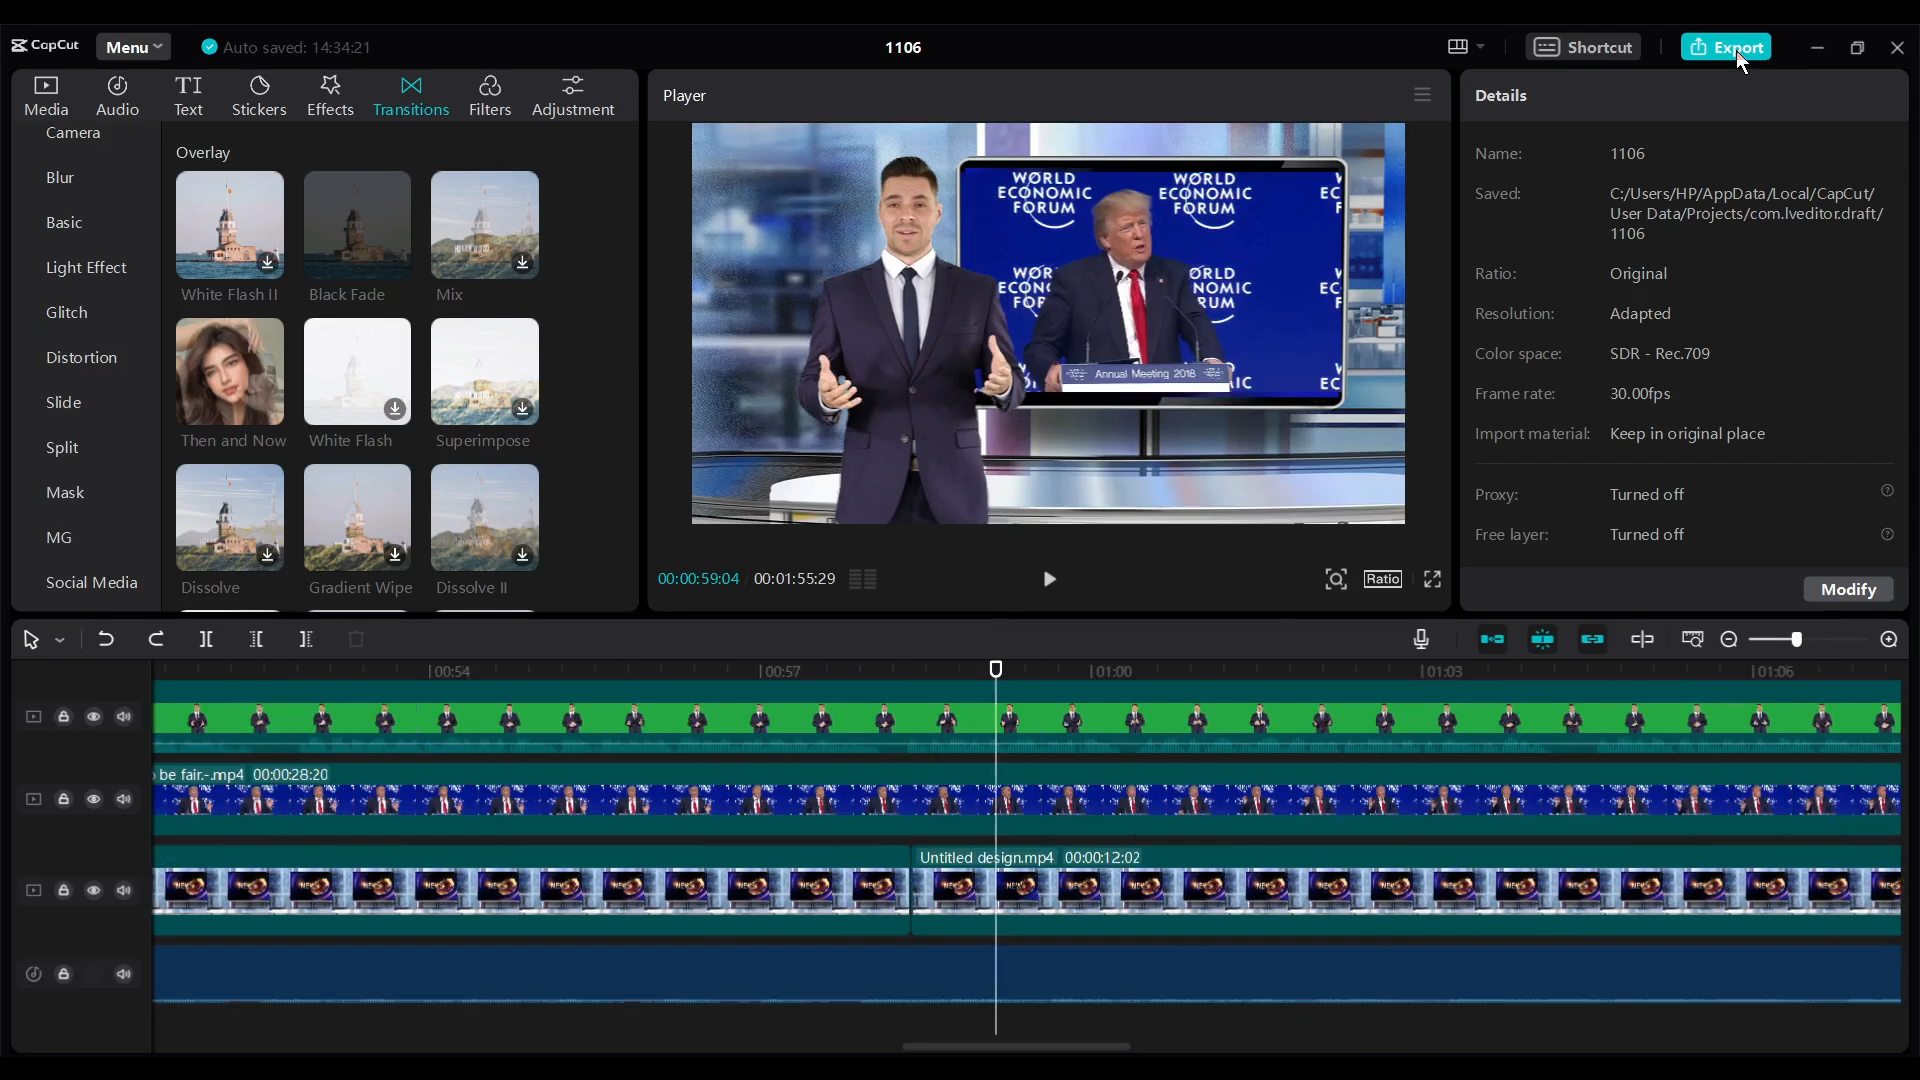 CapCut
Menu
Auto saved: 14:34:21
1106
Shortcut
Export
Media
Audio
Text
Stickers
Effects
Transitions
Filters
Adjustment
Camera
Blur
Basic
Light Effect
Glitch
Distortion
Slide
Split
Mask
MG
Social Media
Overlay
White Flash II
Black Fade
Mix
Then and Now
White Flash
Superimpose
Dissolve
Gradient Wipe
Dissolve II
Player
WORLD
ECONOMIC
FORUM
WORLD
ECONOMIC
FORUM
EC
F
WOR
ECONO
FOR
ORLD
NOMIC
RUM
EC
F
IC
EC
Annual Meeting 2018
00:00:59:04
00:01:55:29
Ratio
Details
Name: 1106
Saved: C:/Users/HP/AppData/Local/CapCut/
User Data/Projects/com.lveditor.draft/
1106
Ratio: Original
Resolution: Adapted
Color space: SDR - Rec.709
Frame rate: 30.00fps
Import material: Keep in original place
Proxy: Turned off
Free layer: Turned off
Modify
00:54
00:57
01:00
01:03
01:06
be fair.-.mp4 00:00:28:20
Untitled design.mp4 00:00:12:02